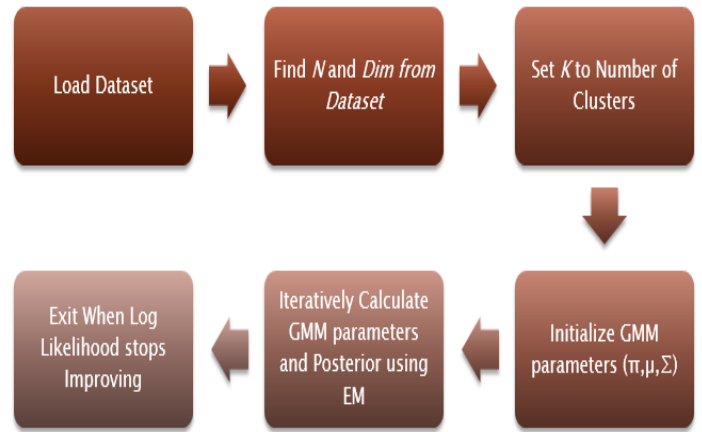 Load Dataset
Find N and Dim from
Dataset
Set K to Number of
Clusters
Initialize GMM
parameters (π,μ,Σ)
Iteratively Calculate
GMM parameters
and Posterior using
EM
Exit When Log
Likelihood stops
Improving